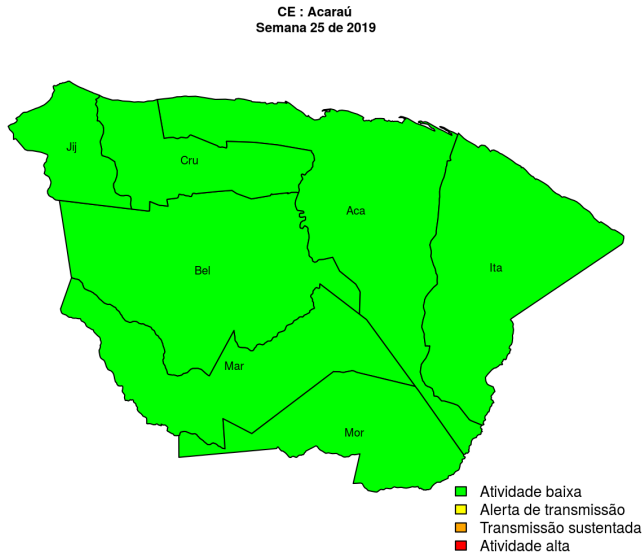 CE : Acaraú
Semana 25 de 2019
Jij
Cru
Aca
Bel
Ita
Mar
Mor
Atividade baixa
Alerta de transmissão
Transmissão sustentada
Atividade alta